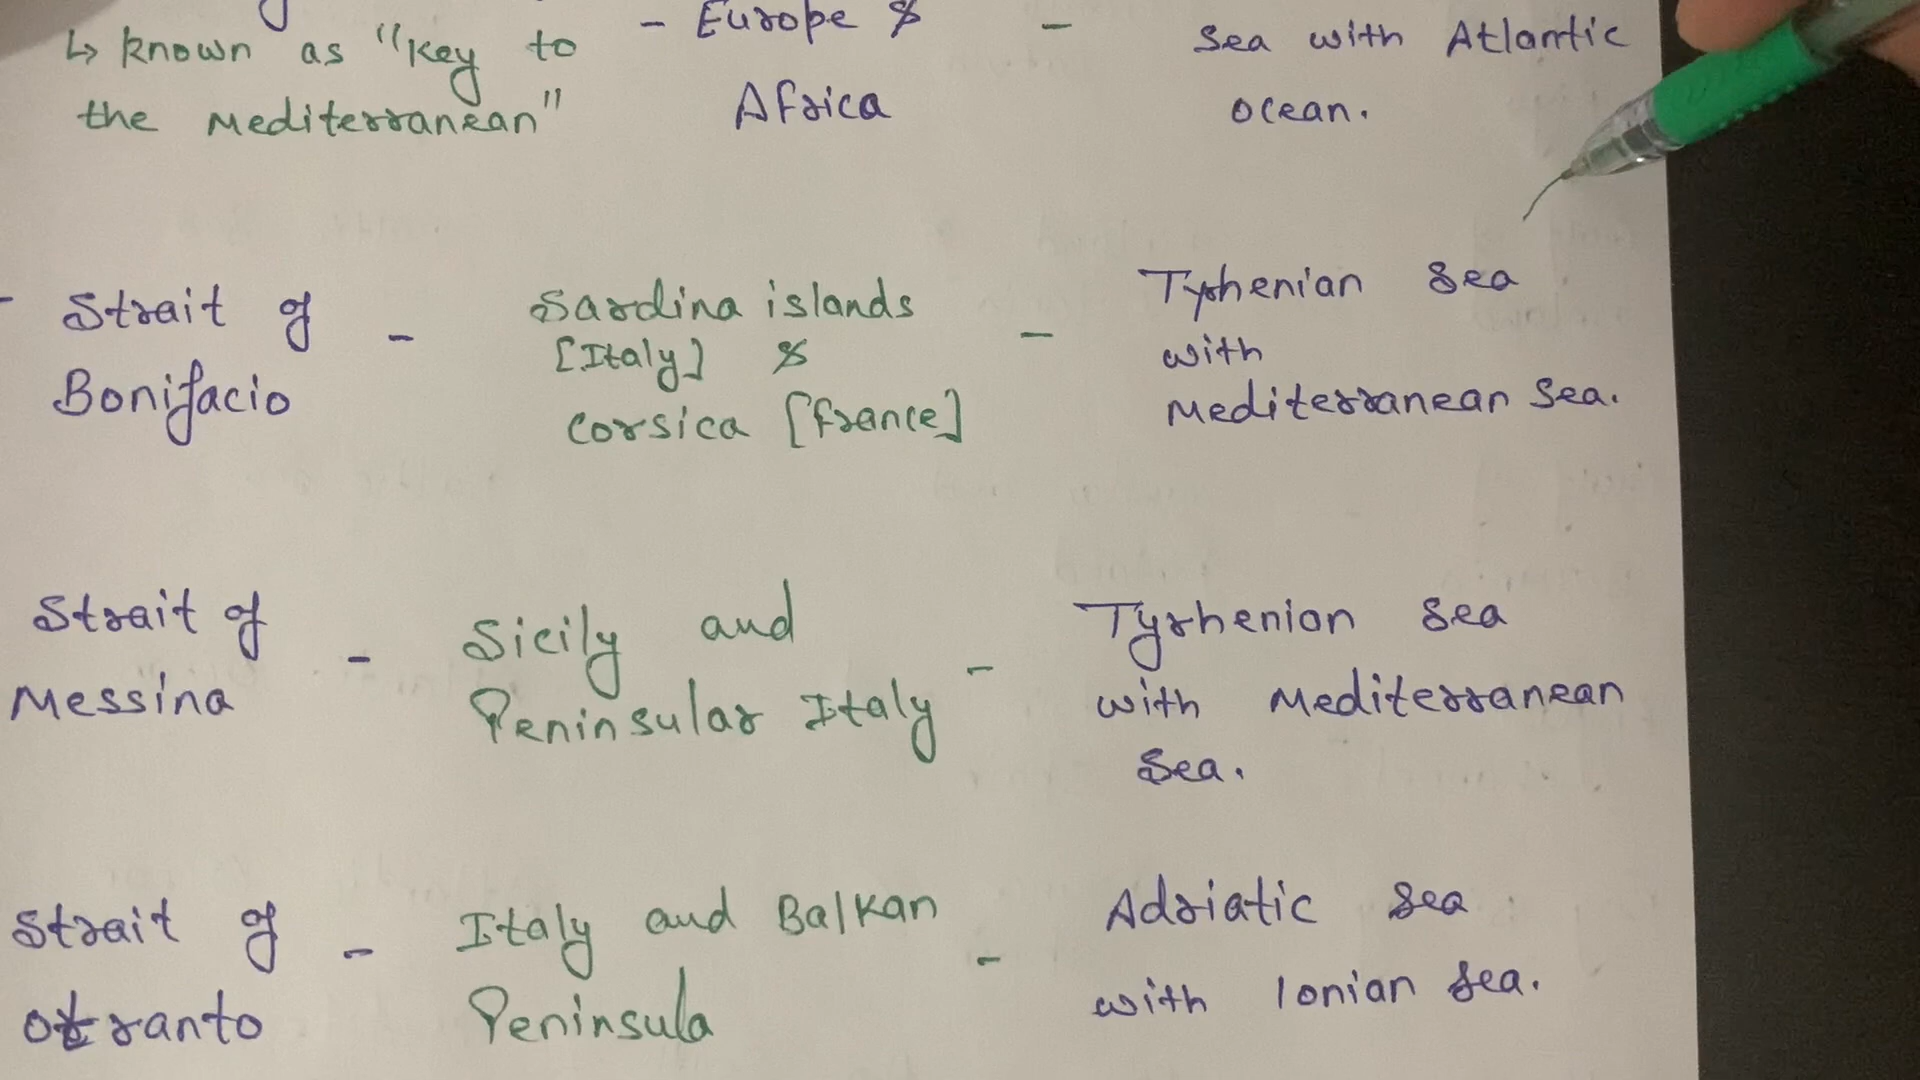 ↳ known as "Key to
the Mediterranean"
- Europe &
Africa
-
Sea with Atlantic
Ocean.
- Strait of
Bonifacio
-
Sardina islands
[Italy] &
Corsica [France]
-
Tyrhenian Sea
with
Mediterranean Sea.
Strait of
Messina
-
Sicily and
Peninsular Italy
-
Tyrhenian Sea
with Mediterranean
Sea.
Strait of
Otranto
-
Italy and Balkan
Peninsula
-
Adriatic Sea
with Ionian Sea.